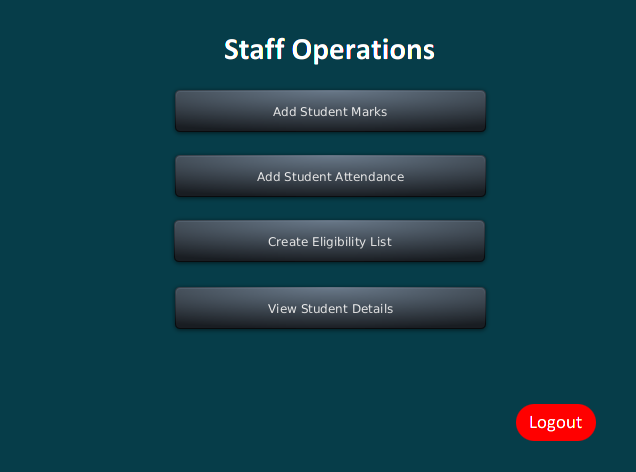 Staff Operations
Add Student Marks
Add Student Attendance
Create Eligibility List
View Student Details
Logout